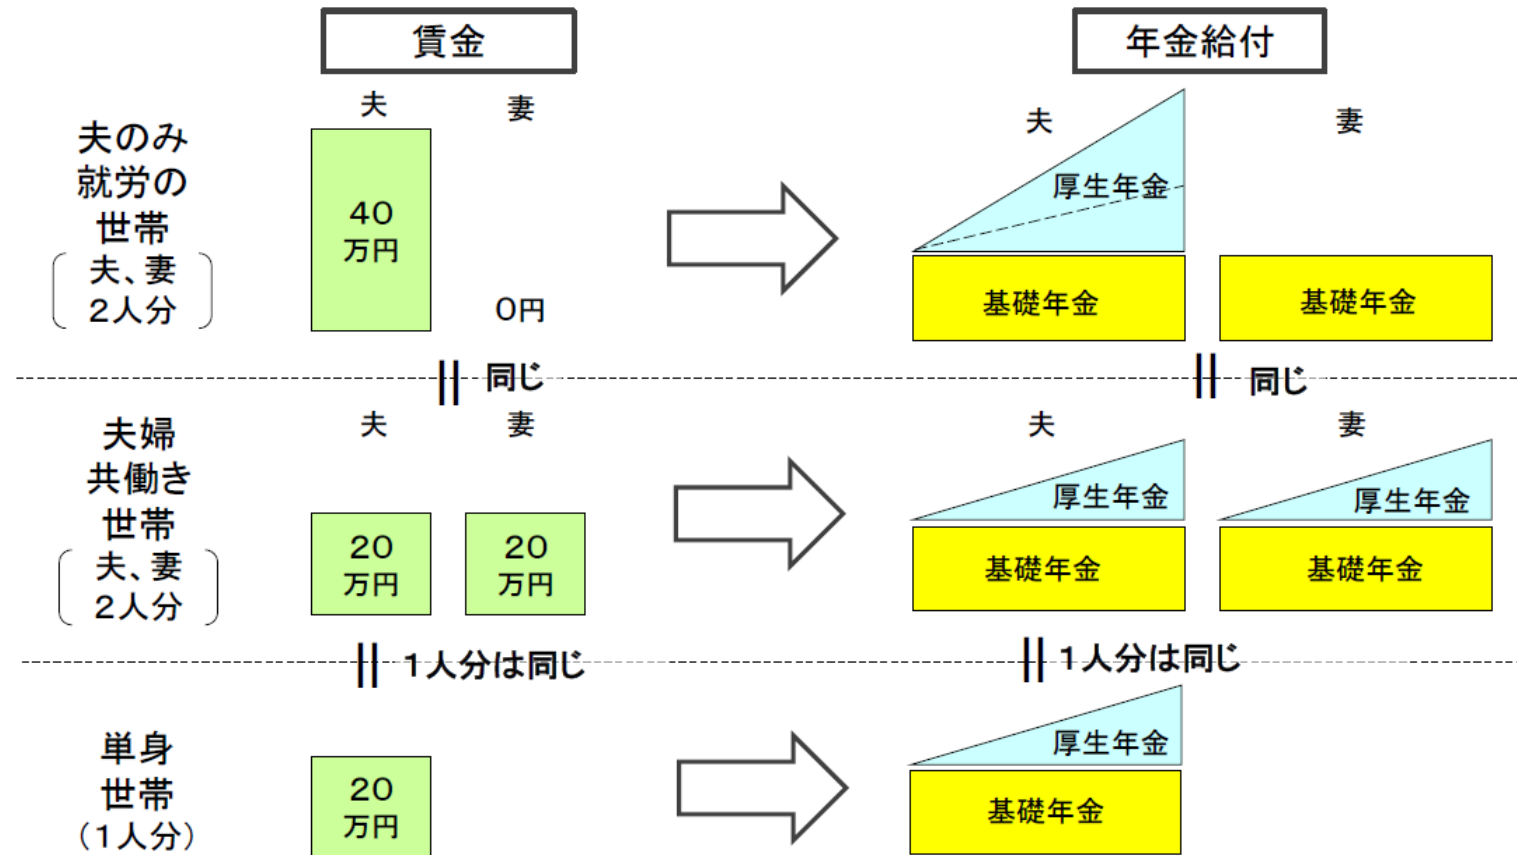 賃金
年金給付
夫のみ
就労の
世帯
夫、妻
2人分
夫
妻
40
万円
0円
夫
妻
厚生年金
基礎年金
基礎年金
同じ
同じ
夫婦
共働き
世帯
夫、妻
2人分
夫
妻
20
万円
20
万円
夫
妻
厚生年金
厚生年金
基礎年金
基礎年金
1人分は同じ
1人分は同じ
単身
世帯
(1人分)
20
万円
厚生年金
基礎年金